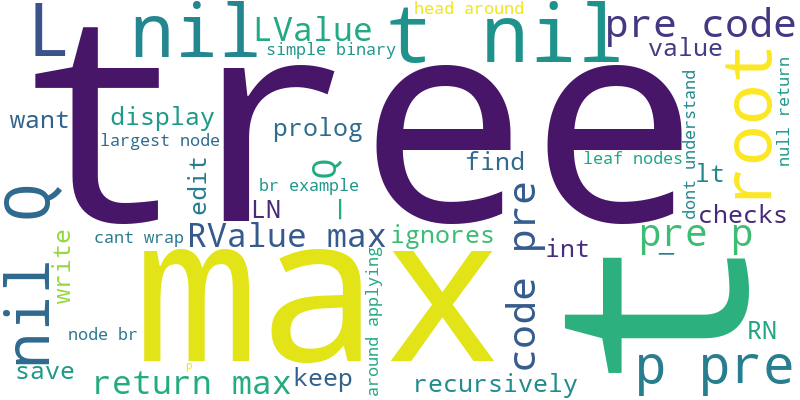 head around
L
nil
LValue
t nil
pre code
simple binary
value
tree
root
null return
want
display
largest node
prolog
find
leaf nodes
dont understand
lt
edit
Q
br example
nil Q
LN
l
checks
cant wrap
RValue max
ignores
code pre
int
pre p
_
write
max
t
around applying
node br
RN
save
p
return max
keep
recursively
p pre